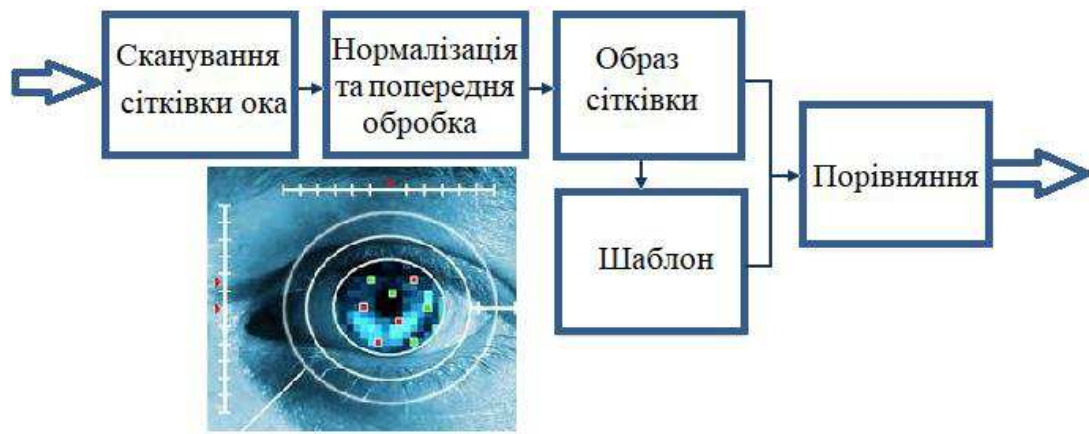 Сканування
сітківки ока
Нормалізація
та попередня
обробка
Образ
сітківки
Шаблон
Порівняння